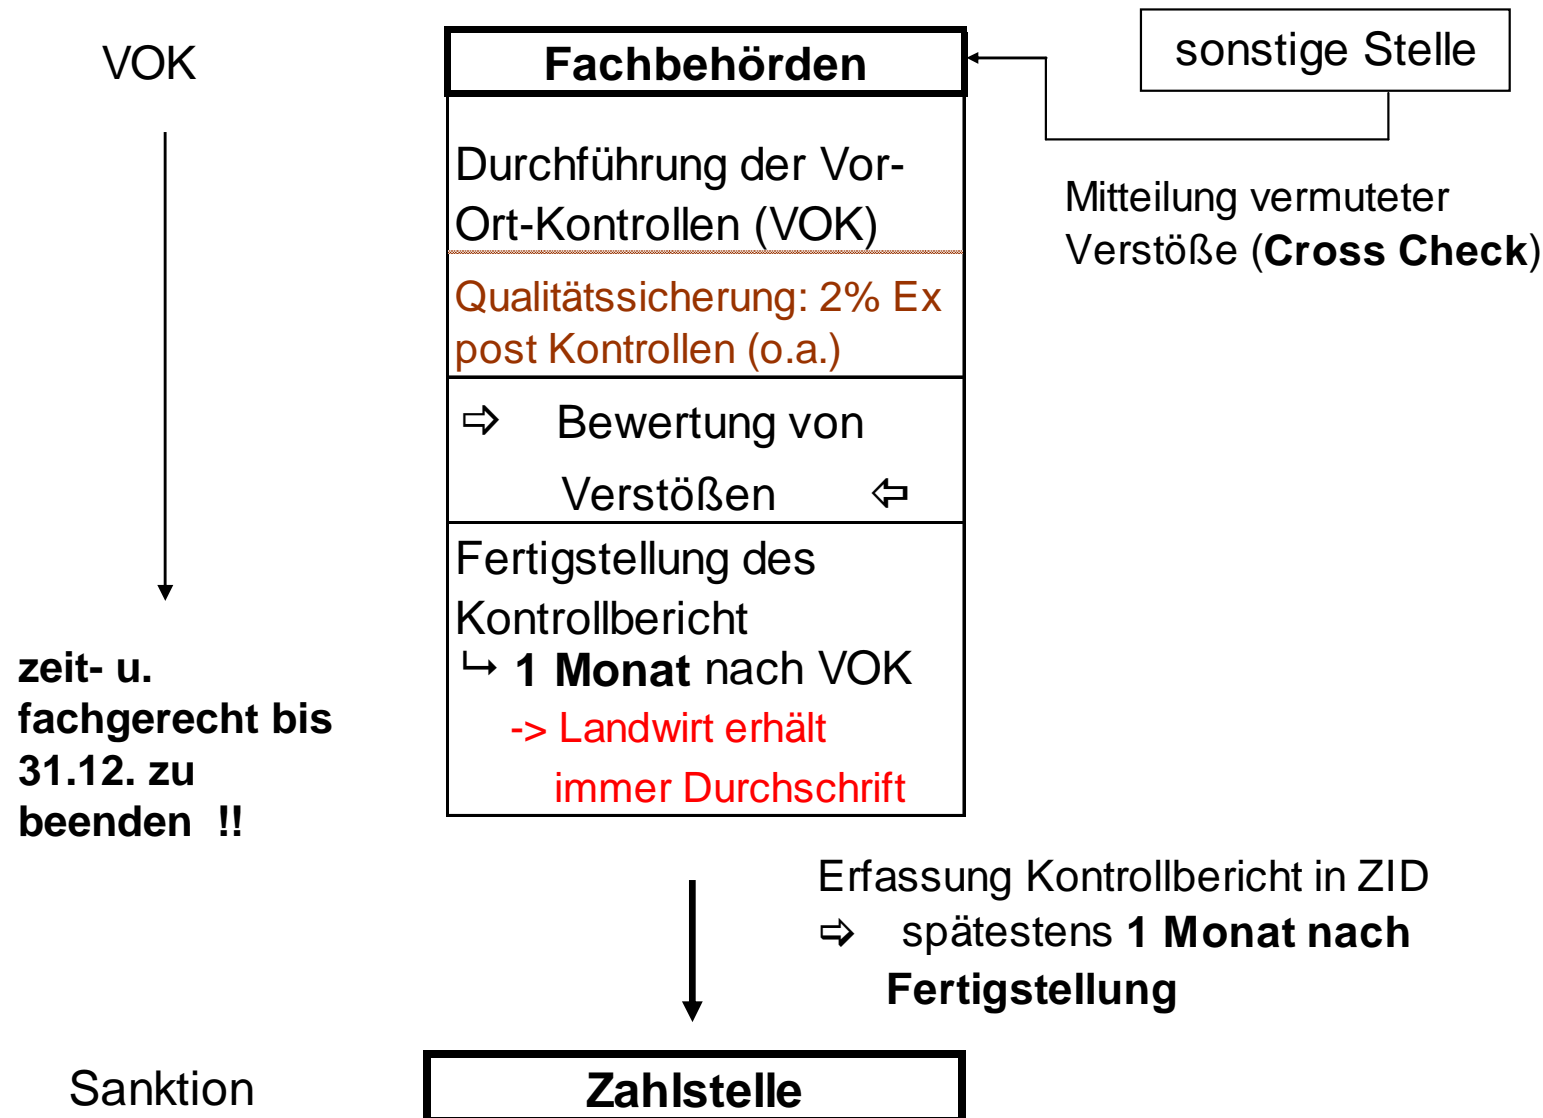 VOK
Fachbehörden
sonstige Stelle
Durchführung der Vor-
Ort-Kontrollen (VOK)
Mitteilung vermuteter
Verstöße (Cross Check)
Qualitätssicherung: 2% Ex
post Kontrollen (o.a.)
⇨ Bewertung von
Verstößen ⇦
Fertigstellung des
Kontrollbericht
↳ 1 Monat nach VOK
-> Landwirt erhält
immer Durchschrift
zeit- u.
fachgerecht bis
31.12. zu
beenden !!
Erfassung Kontrollbericht in ZID
⇨ spätestens 1 Monat nach
Fertigstellung
Sanktion
Zahlstelle